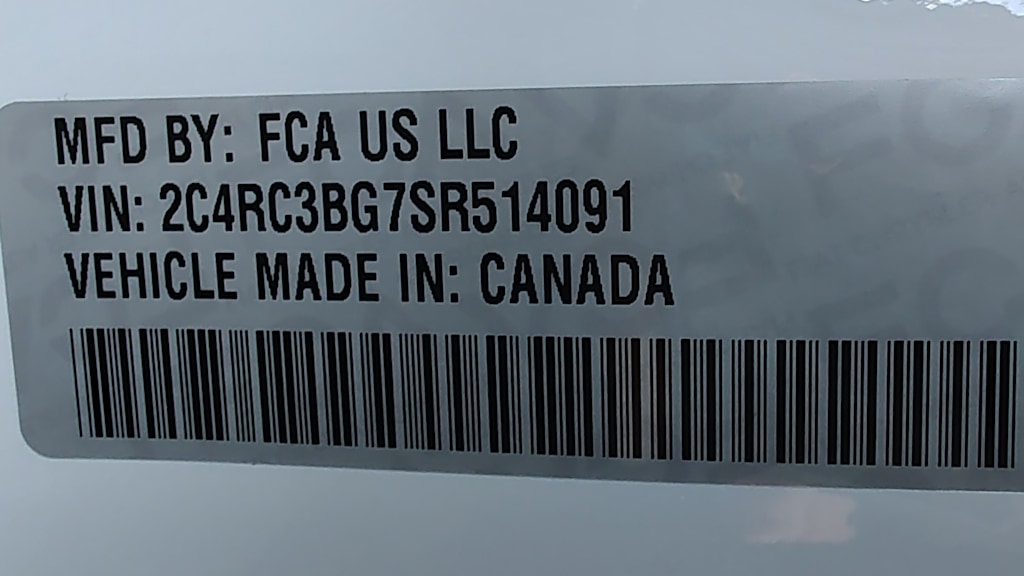 MFD BY: FCA US LLC
VIN: 2C4RC3BG7SR514091
VEHICLE MADE IN: CANADA